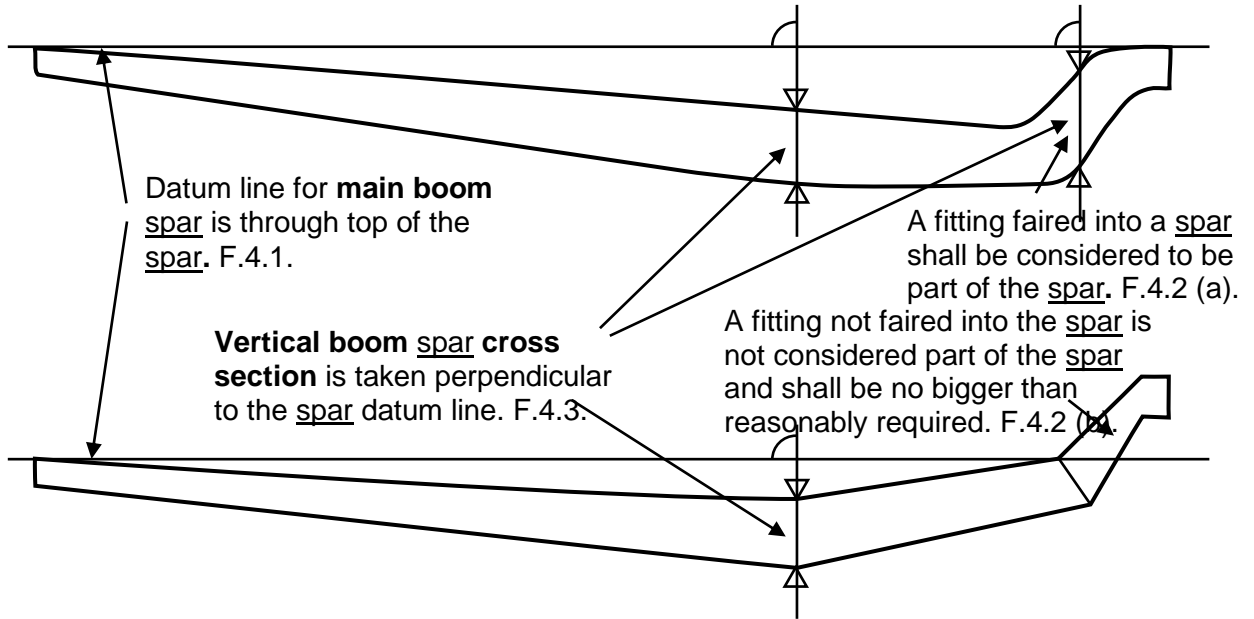 Datum line for main boom
spar is through top of the
spar. F.4.1.
A fitting faired into a spar
shall be considered to be
part of the spar. F.4.2 (a).
Vertical boom spar cross
section is taken perpendicular
to the spar datum line. F.4.3.
A fitting not faired into the spar is
not considered part of the spar
and shall be no bigger than
reasonably required. F.4.2 (b).